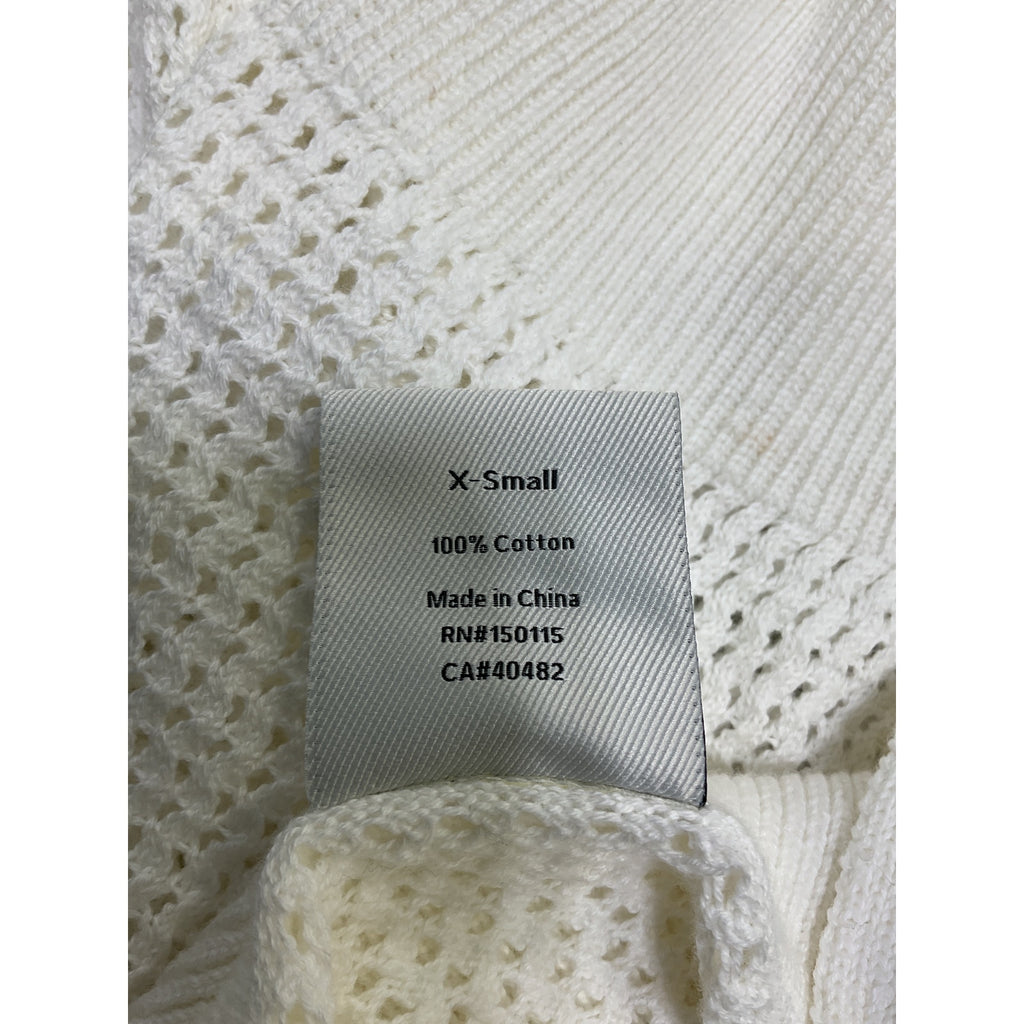 X-Small
100% Cotton
Made in China
RN#150115
CA#40482